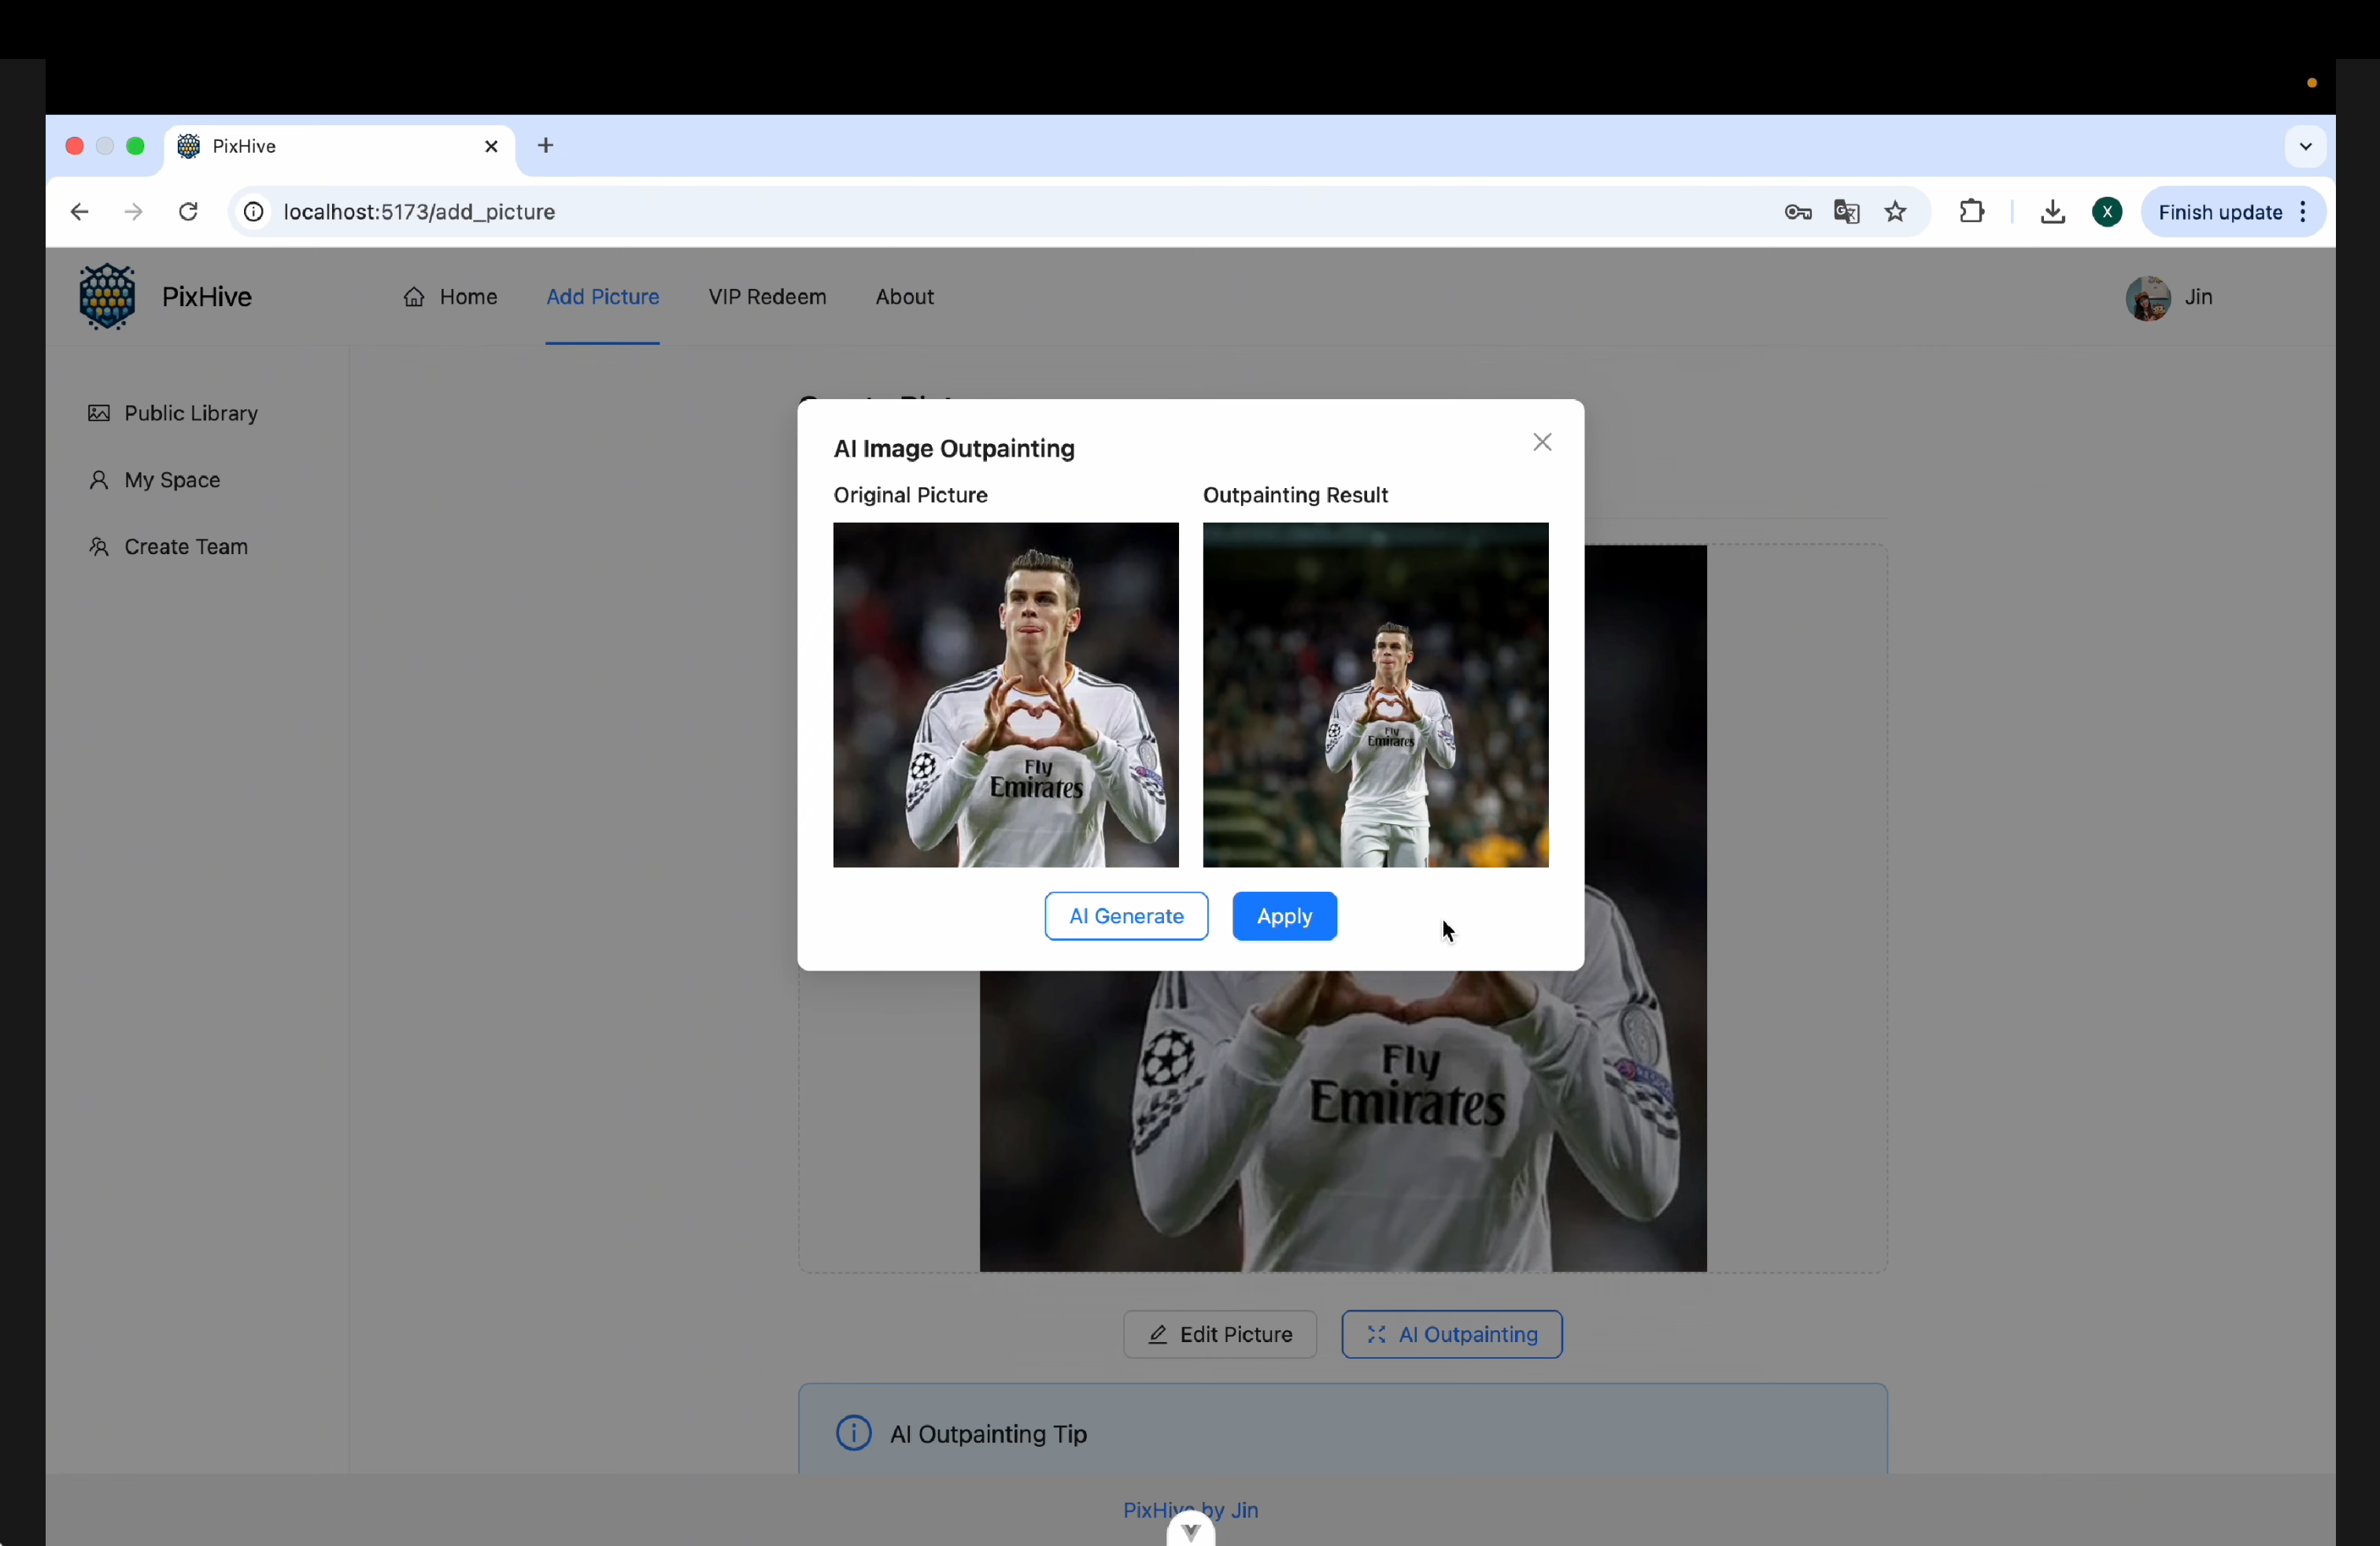 PixHive
localhost:5173/add_picture
X
Finish update
PixHive
Home
Add Picture
VIP Redeem
About
Jin
Public Library
My Space
Create Team
AI Image Outpainting
Original Picture
Outpainting Result
Fly
Emirates
Fly
Emirates
AI Generate
Apply
Fly
Emirates
Edit Picture
AI Outpainting
AI Outpainting Tip
PixHive by Jin